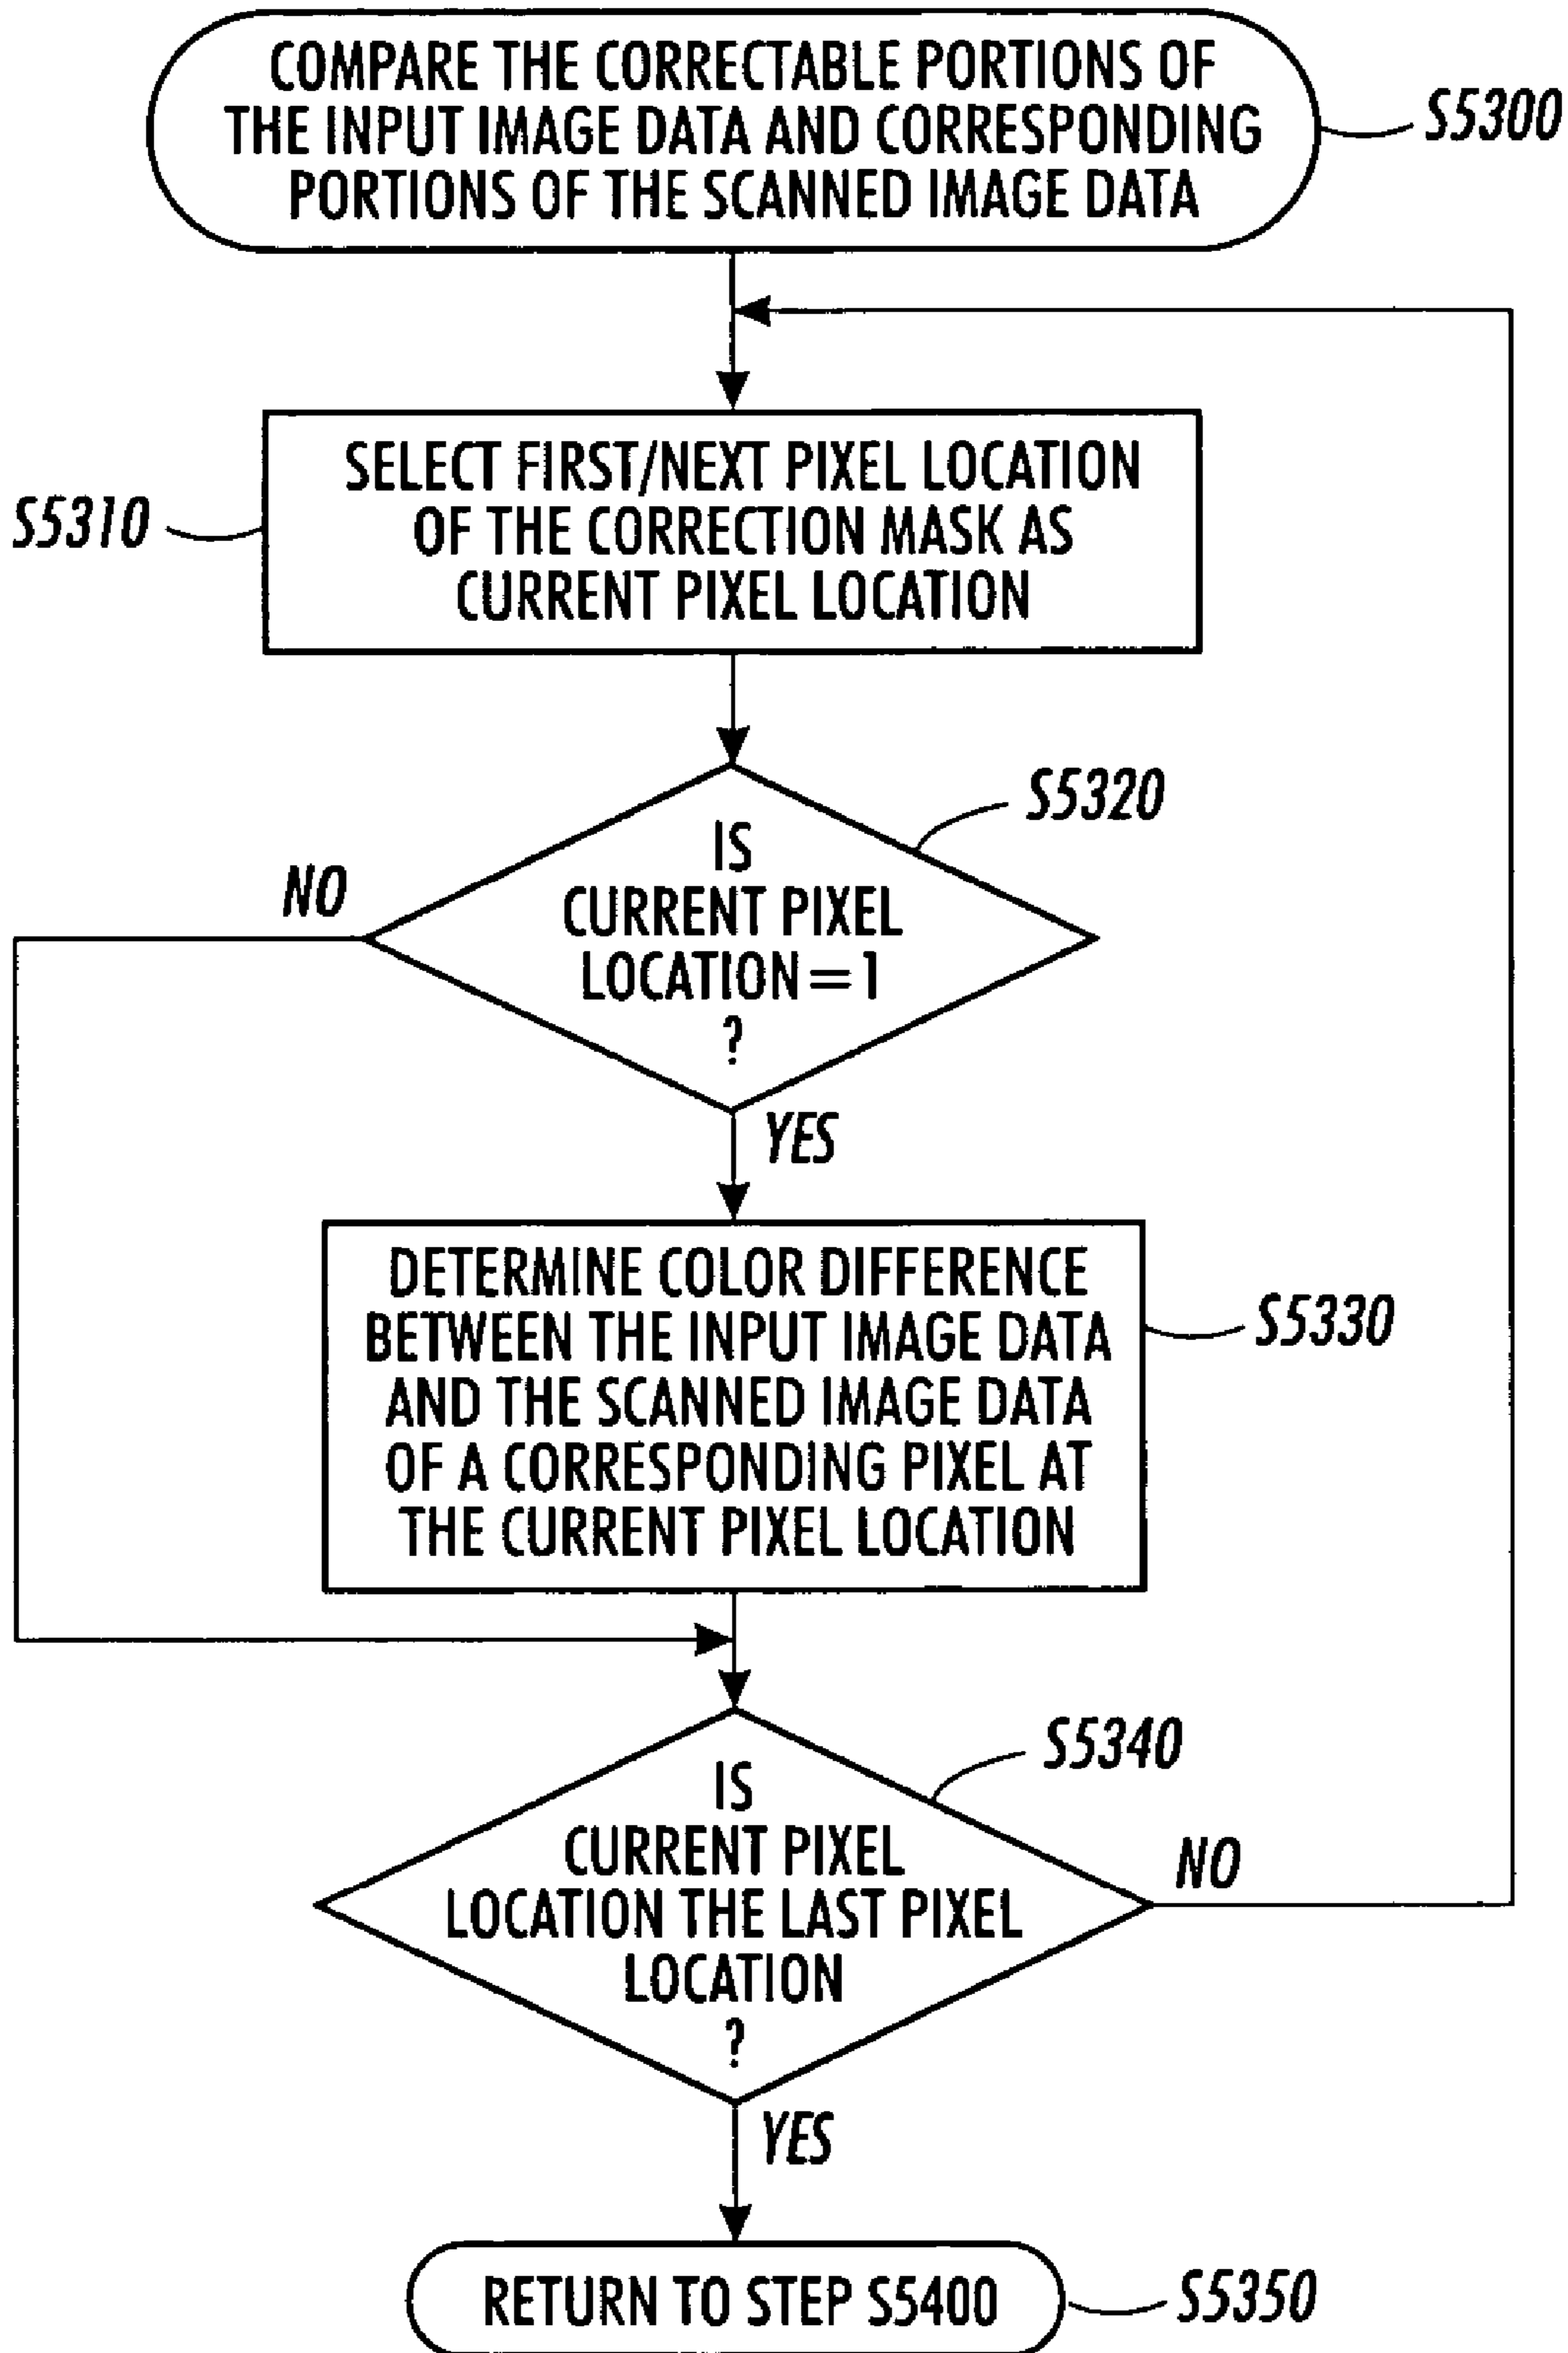 COMPARE THE CORRECTABLE PORTIONS OF
THE INPUT IMAGE DATA AND CORRESPONDING
PORTIONS OF THE SCANNED IMAGE DATA
S5300
SELECT FIRST/NEXT PIXEL LOCATION
OF THE CORRECTION MASK AS
CURRENT PIXEL LOCATION
S5310
IS
CURRENT PIXEL
LOCATION=1
?
S5320
NO
YES
DETERMINE COLOR DIFFERENCE
BETWEEN THE INPUT IMAGE DATA
AND THE SCANNED IMAGE DATA
OF A CORRESPONDING PIXEL AT
THE CURRENT PIXEL LOCATION
S5330
IS
CURRENT PIXEL
LOCATION THE LAST PIXEL
LOCATION
?
S5340
NO
YES
RETURN TO STEP S5400
S5350